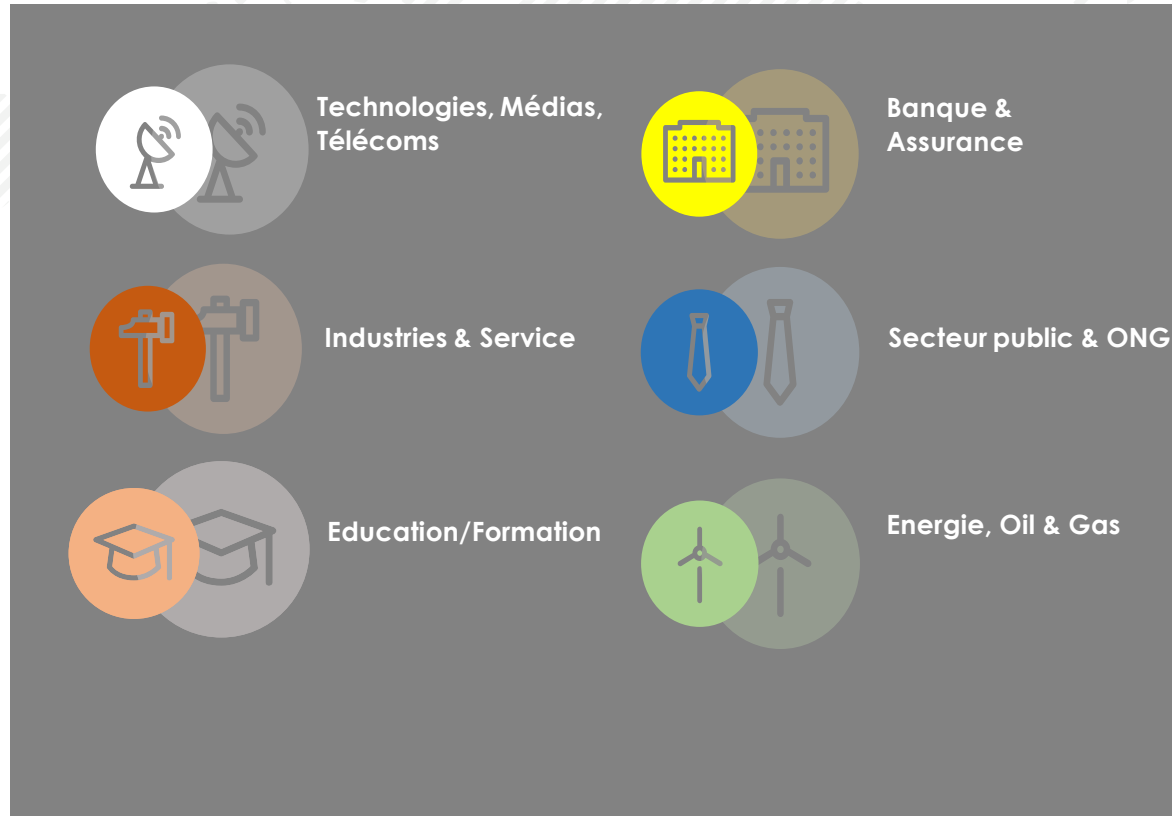 Technologies, Médias,
Télécoms
Banque &
Assurance
Industries & Service
Secteur public & ONG
Education/Formation
Energie, Oil & Gas